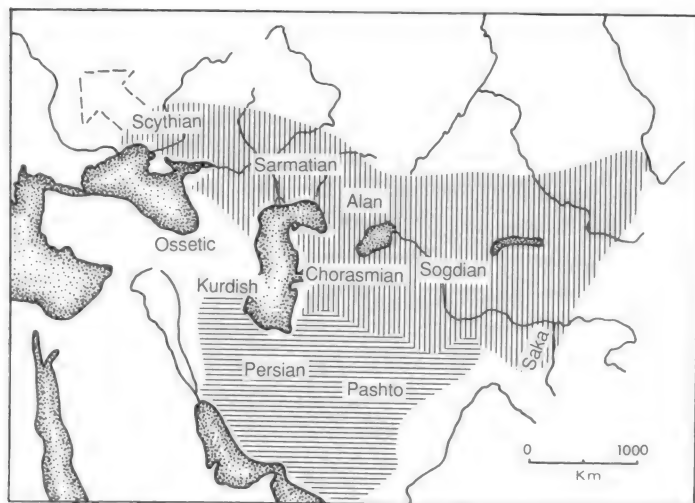 Scythian
Sarmatian
Alan
Ossetic
Kurdish
Chorasmian
Sogdian
Saka
Persian
Pashto
0 1000
Km